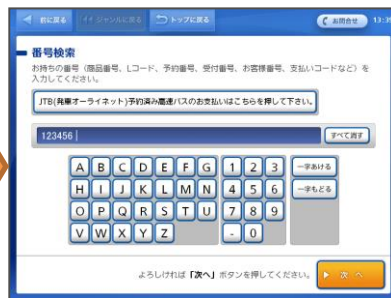 前に戻る ジャンルに戻る トップに戻る お問合せ 13:35
番号検索
お持ちの番号（商品番号、Lコード、予約番号、受付番号、お客様番号、支払いコードなど）を
入力してください。
JTB(発車オーライネット)予約済み高速バスのお支払いはこちらを押して下さい。
123456 すべて消す
A B C D E F G 1 2 3 一字あける
H I J K L M N 4 5 6 一字もどる
O P Q R S T U 7 8 9
V W X Y Z - 0
よろしければ「次へ」ボタンを押してください。 次 へ